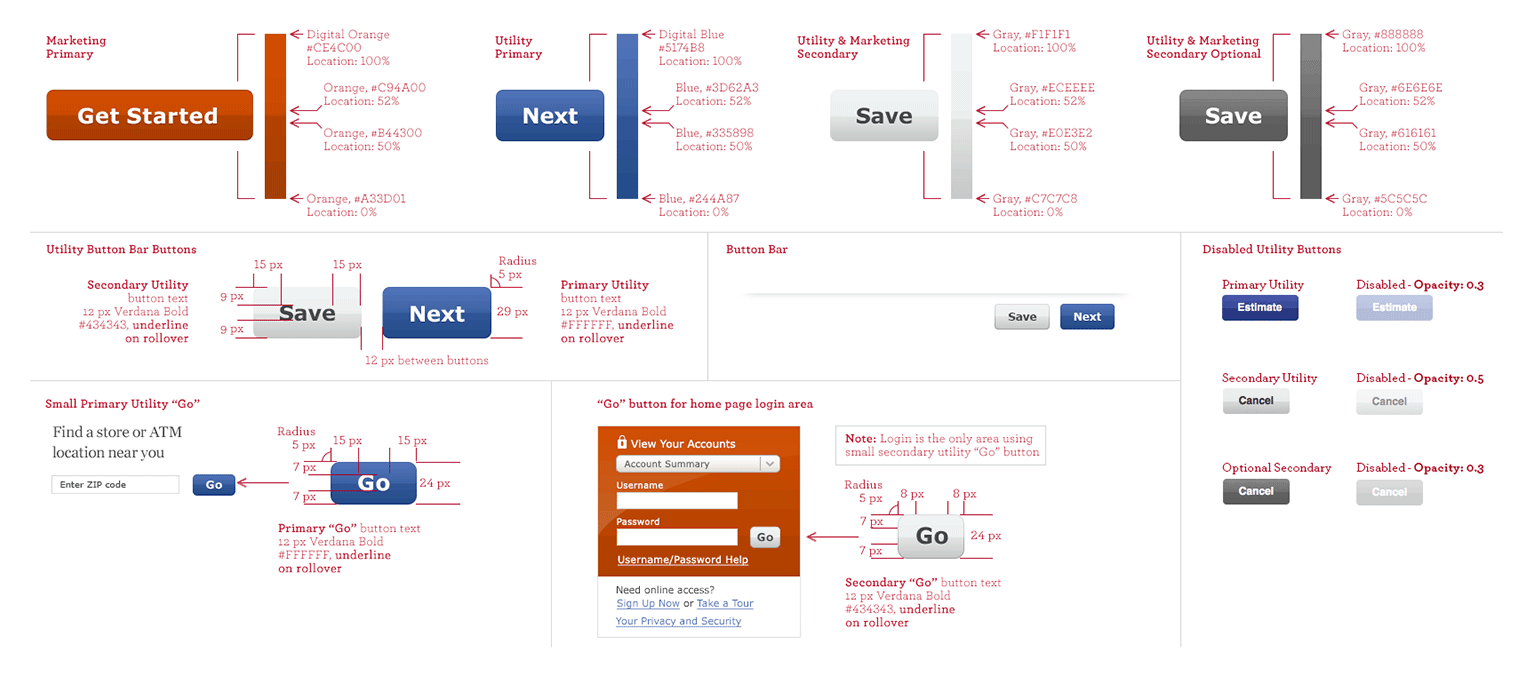 Marketing
Primary
Get Started
Digital Orange
#CE4C00
Location: 100%
Orange, #C94A00
Location: 52%
Orange, #B44300
Location: 50%
Orange, #A33D01
Location: 0%
Utility
Primary
Next
Digital Blue
#5174B8
Location: 100%
Blue, #3D62A3
Location: 52%
Blue, #335898
Location: 50%
Blue, #244A87
Location: 0%
Utility & Marketing
Secondary
Save
Gray, #F1F1F1
Location: 100%
Gray, #ECEEEE
Location: 52%
Gray, #E0E3E2
Location: 50%
Gray, #C7C7C8
Location: 0%
Utility & Marketing
Secondary Optional
Save
Gray, #888888
Location: 100%
Gray, #6E6E6E
Location: 52%
Gray, #616161
Location: 50%
Gray, #5C5C5C
Location: 0%
Utility Button Bar Buttons
Secondary Utility
button text
12 px Verdana Bold
#434343, underline
on rollover
15 px
15 px
9 px
9 px
Save
Next
Radius
5 px
29 px
12 px between buttons
Primary Utility
button text
12 px Verdana Bold
#FFFFFF, underline
on rollover
Button Bar
Save
Next
Disabled Utility Buttons
Primary Utility
Estimate
Disabled - Opacity: 0.3
Estimate
Secondary Utility
Cancel
Disabled - Opacity: 0.5
Cancel
Optional Secondary
Cancel
Disabled - Opacity: 0.3
Cancel
Small Primary Utility “Go”
Find a store or ATM
location near you
Enter ZIP code
Go
Radius
5 px
15 px
15 px
7 px
7 px
Go
24 px
Primary “Go” button text
12 px Verdana Bold
#FFFFFF, underline
on rollover
“Go” button for home page login area
View Your Accounts
Account Summary
Username
Password
Go
Username/Password Help
Need online access?
Sign Up Now or Take a Tour
Your Privacy and Security
Note: Login is the only area using
small secondary utility “Go” button
Radius
5 px
8 px
8 px
7 px
7 px
Go
24 px
Secondary “Go” button text
12 px Verdana Bold
#434343, underline
on rollover